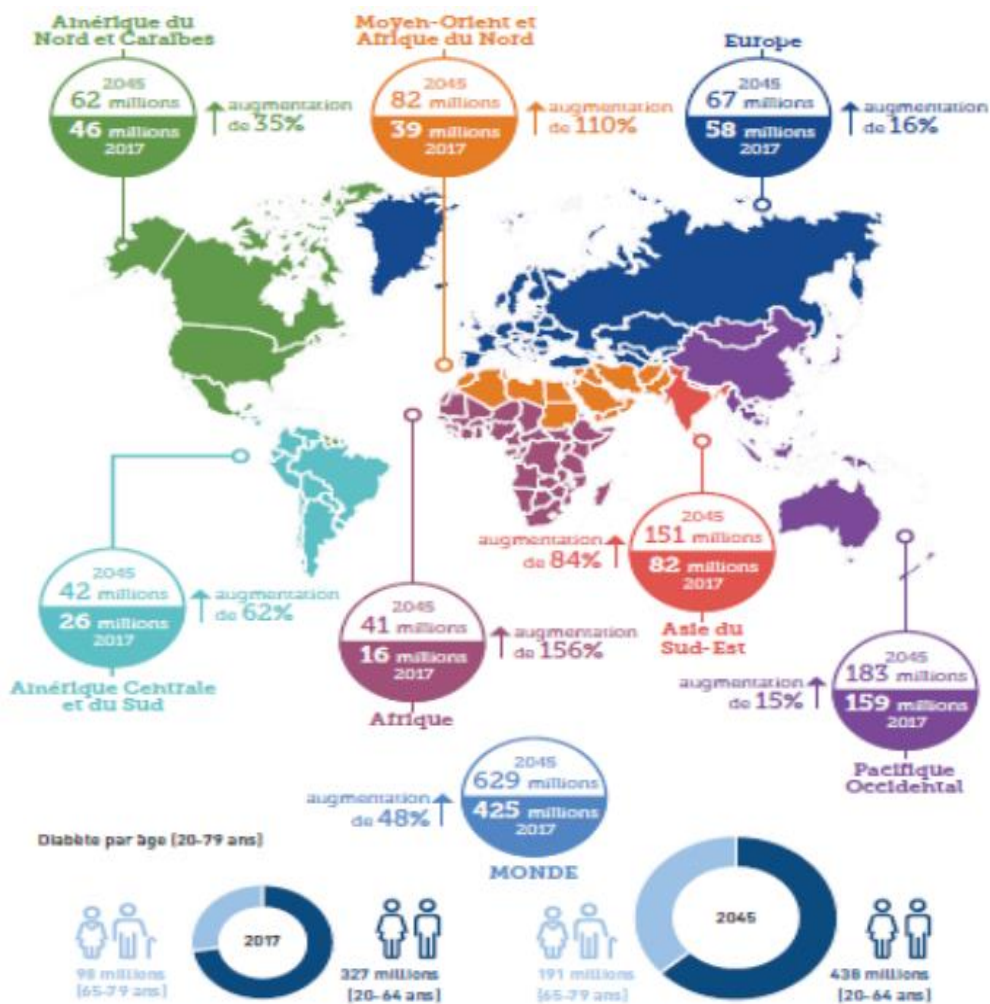 Amérique du
Nord et Caraïbes
2045
62 millions
46 millions
2017
augmentation
de 35%
Moyen-Orient et
Afrique du Nord
2045
82 millions
39 millions
2017
augmentation
de 110%
Europe
2045
67 millions
58 millions
2017
augmentation
de 16%
2045
42 millions
26 millions
2017
augmentation
de 62%
Amérique Centrale
et du Sud
2045
41 millions
16 millions
2017
augmentation
de 156%
Afrique
augmentation
de 84%
2045
151 millions
82 millions
2017
Asie du
Sud-Est
augmentation
de 15%
2045
183 millions
159 millions
2017
Pacifique
Occidental
augmentation
de 48%
2045
629 millions
425 millions
2017
MONDE
Diabète par âge (20-79 ans)
98 millions
(65-79 ans)
2017
327 millions
(20-64 ans)
191 millions
(65-79 ans)
2045
438 millions
(20-64 ans)